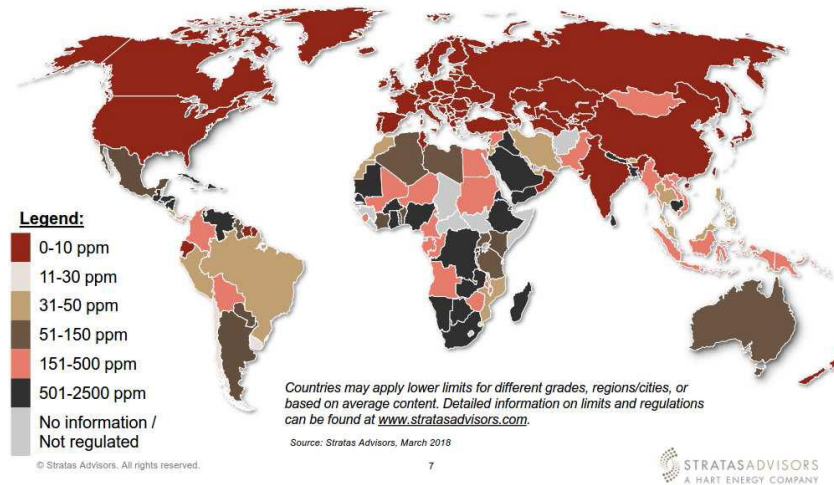 Legend:
0-10 ppm
11-30 ppm
31-50 ppm
51-150 ppm
151-500 ppm
501-2500 ppm
No information /
Not regulated
Countries may apply lower limits for different grades, regions/cities, or
based on average content. Detailed information on limits and regulations
can be found at www.stratasadvisors.com.
Source: Stratas Advisors, March 2018
© Stratas Advisors. All rights reserved.
7
STRATASADVISORS
A HART ENERGY COMPANY